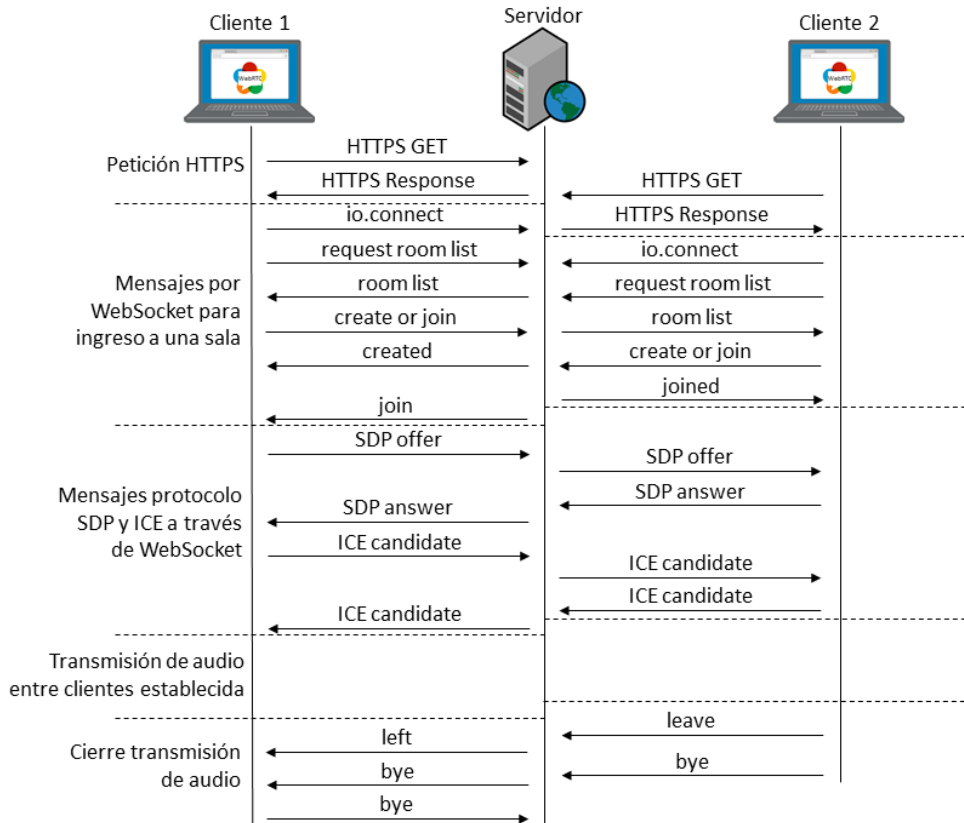 Cliente 1
Servidor
Cliente 2
WebRTC
WebRTC
Petición HTTPS
HTTPS GET
HTTPS Response
HTTPS GET
io.connect
HTTPS Response
request room list
io.connect
Mensajes por
WebSocket para
ingreso a una sala
room list
request room list
create or join
room list
created
create or join
joined
join
SDP offer
SDP offer
Mensajes protocolo
SDP y ICE a través
de WebSocket
SDP answer
SDP answer
ICE candidate
ICE candidate
ICE candidate
ICE candidate
Transmisión de audio
entre clientes establecida
leave
Cierre transmisión
de audio
left
bye
bye
bye